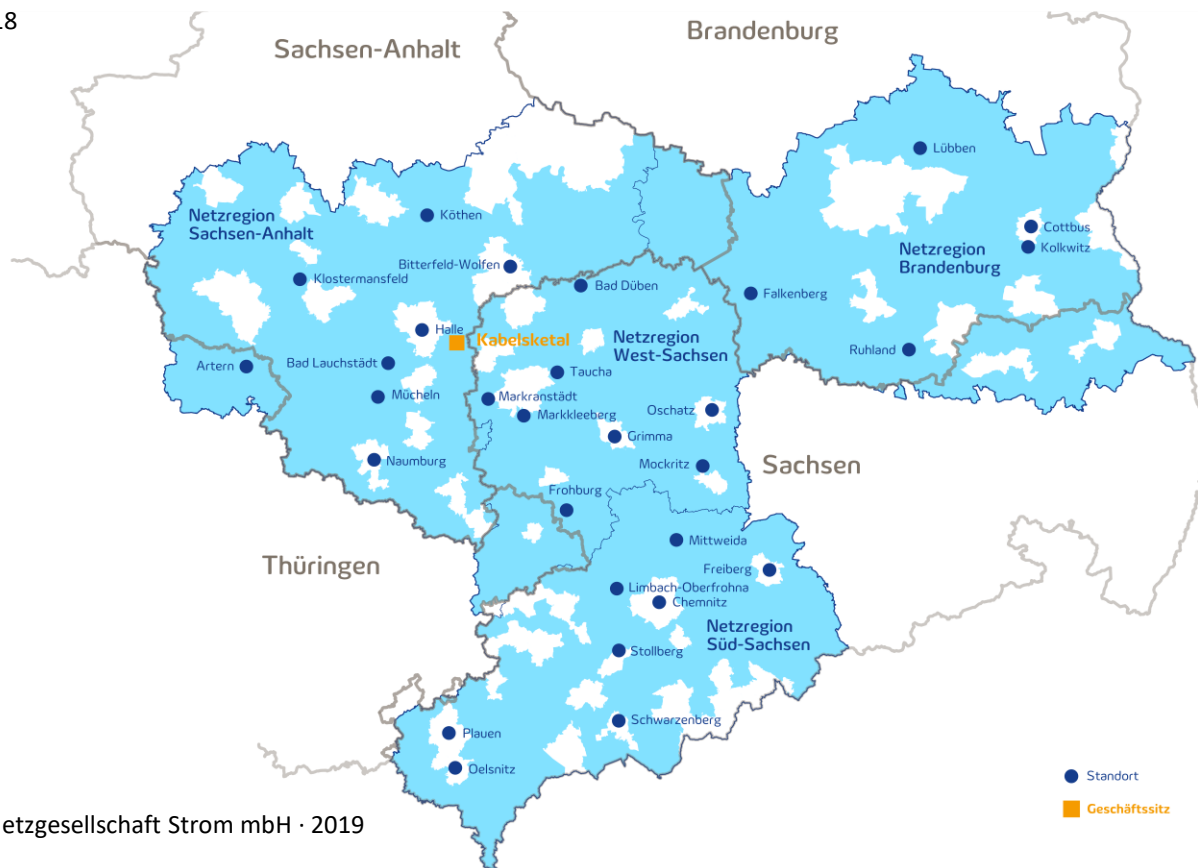 18
Brandenburg
Sachsen-Anhalt
Lübben
Netzregion
Sachsen-Anhalt
Köthen
Cottbus
Kolkwitz
Netzregion
Brandenburg
Bitterfeld-Wolfen
Klostermansfeld
Bad Düben
Falkenberg
Halle
Kabelsketal
Netzregion
West-Sachsen
Ruhland
Artern
Bad Lauchstädt
Taucha
Mücheln
Markranstädt
Markkleeberg
Oschatz
Grimma
Naumburg
Mockritz
Sachsen
Frohburg
Mittweida
Thüringen
Freiberg
Limbach-Oberfrohna
Chemnitz
Netzregion
Süd-Sachsen
Stollberg
Schwarzenberg
Plauen
Oelsnitz
Standort
Geschäftssitz
etzgesellschaft Strom mbH · 2019